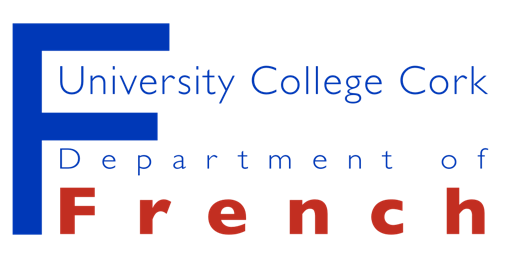 F
University College Cork
Department of
French